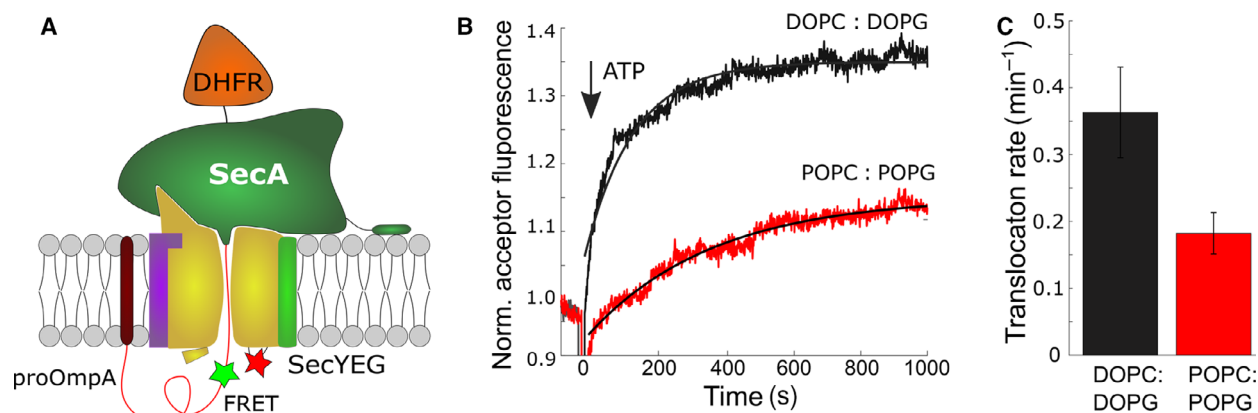 A
DHFR
SecA
SecYEG
proOmpA
FRET
B
DOPC : DOPG
ATP
POPC : POPG
Norm. acceptor fluporescence
1.4
1.3
1.2
1.1
1.0
0.9
0
200
400
600
800
1000
Time (s)
C
Translocaton rate (min⁻¹)
0.5
0.4
0.3
0.2
0.1
0
DOPC:
DOPG
POPC:
POPG